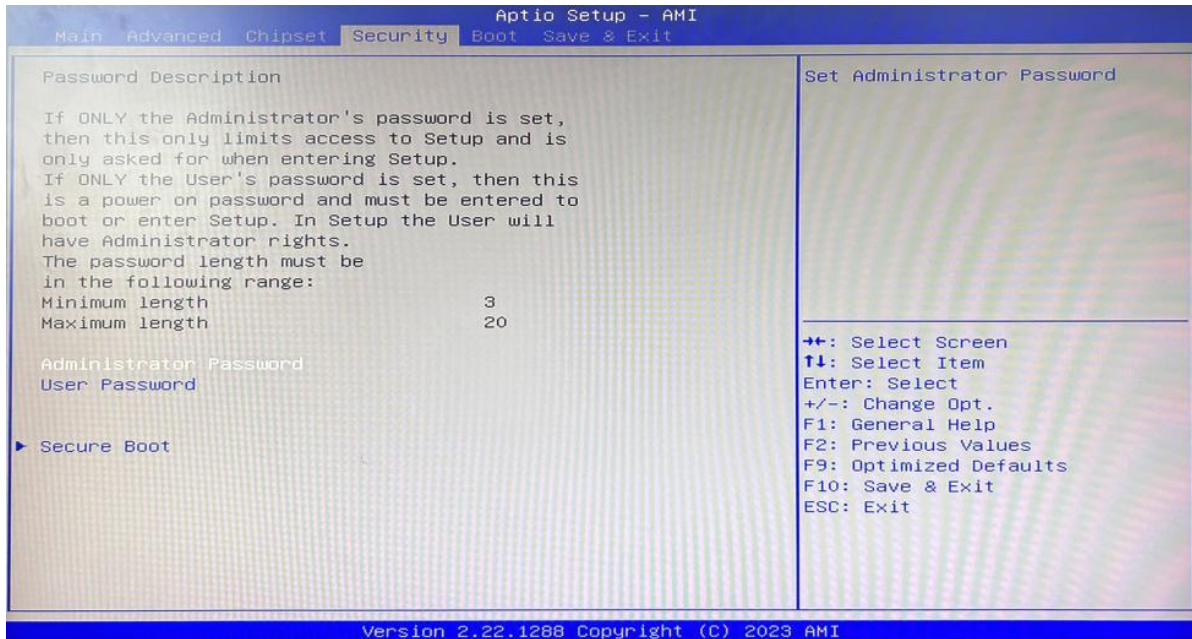 Aptio Setup – AMI
Main Advanced Chipset Security Boot Save & Exit
Password Description
If ONLY the Administrator's password is set,
then this only limits access to Setup and is
only asked for when entering Setup.
If ONLY the User's password is set, then this
is a power on password and must be entered to
boot or enter Setup. In Setup the User will
have Administrator rights.
The password length must be
in the following range:
Minimum length 3
Maximum length 20
Administrator Password
User Password
▶ Secure Boot
Set Administrator Password
→←: Select Screen
↑↓: Select Item
Enter: Select
+/-: Change Opt.
F1: General Help
F2: Previous Values
F9: Optimized Defaults
F10: Save & Exit
ESC: Exit
Version 2.22.1288 Copyright (C) 2023 AMI